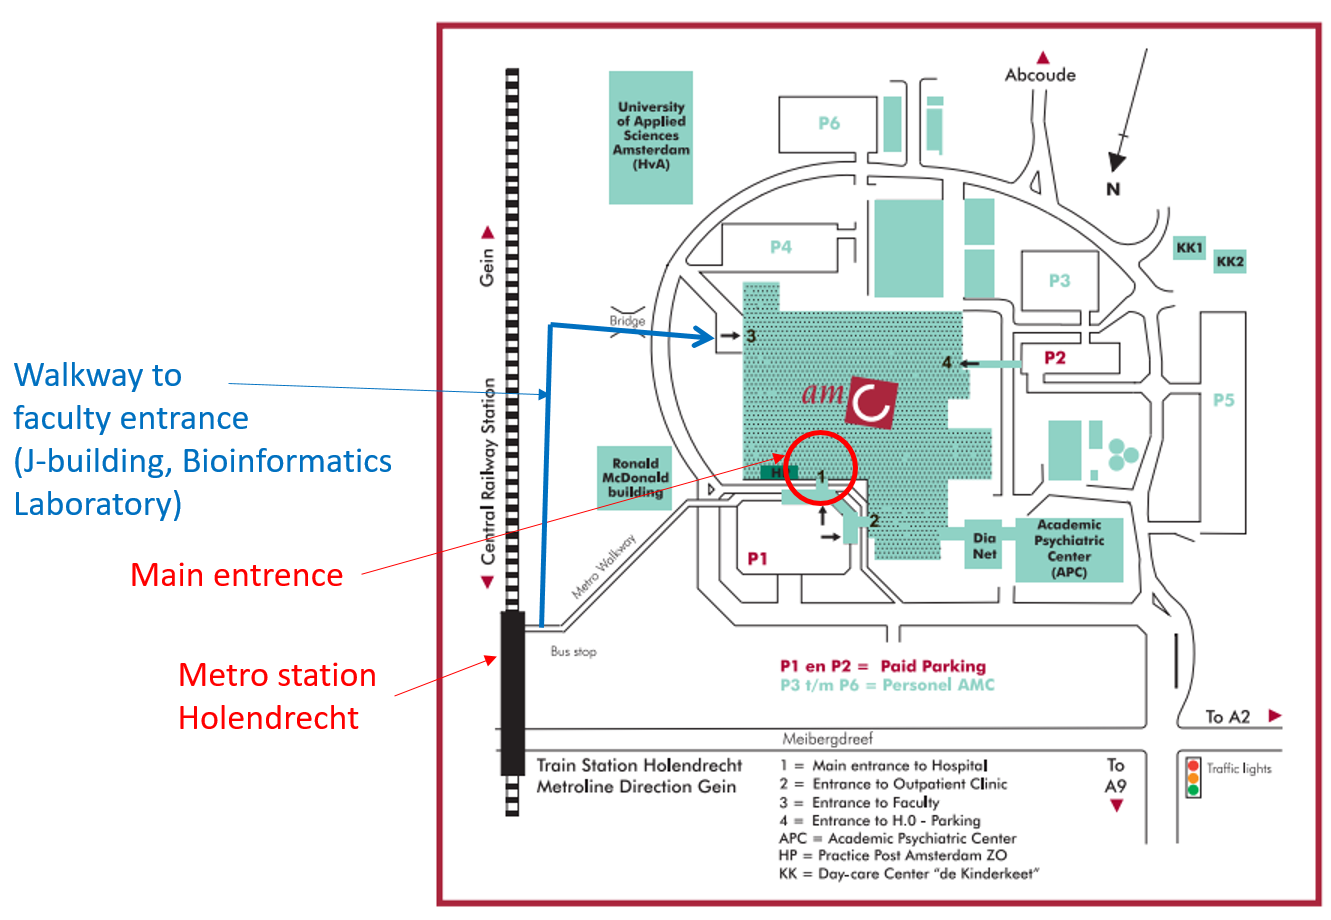 Abcoude
University
of Applied
Sciences
Amsterdam
(HvA)
P6
N
P4
KK1
KK2
Gein
P3
Bridge
3
4
P2
Walkway to
faculty entrance
(J-building, Bioinformatics
Laboratory)
amc
P5
Central Railway Station
Ronald
McDonald
building
H
1
2
Metro Walkway
P1
Dia
Net
Academic
Psychiatric
Center
(APC)
Main entrence
Bus stop
Metro station
Holendrecht
P1 en P2 = Paid Parking
P3 t/m P6 = Personel AMC
To A2
Meibergdreef
Train Station Holendrecht
Metroline Direction Gein
1 = Main entrance to Hospital
2 = Entrance to Outpatient Clinic
3 = Entrance to Faculty
4 = Entrance to H.0 - Parking
APC = Academic Psychiatric Center
HP = Practice Post Amsterdam ZO
KK = Day-care Center “de Kinderkeet”
To
A9
Traffic lights